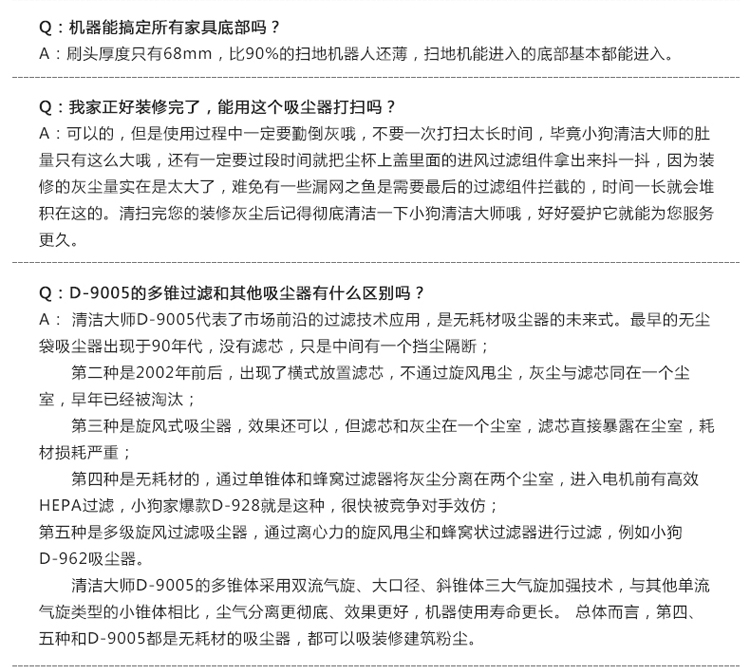 Q：机器能搞定所有家具底部吗？
A：刷头厚度只有68mm，比90%的扫地机器人还薄，扫地机能进入的底部基本都能进入。
Q：我家正好装修完了，能用这个吸尘器打扫吗？
A：可以的，但是使用过程中一定要勤倒灰哦，不要一次打扫太长时间，毕竟小狗清洁大师的肚
量只有这么大哦，还有一定要过段时间就把尘杯上盖里面的进风过滤组件拿出来抖一抖，因为装
修的灰尘量实在是太大了，难免有一些漏网之鱼是需要最后的过滤组件拦截的，时间一长就会堆
积在这的。清扫完您的装修灰尘后记得彻底清洁一下小狗清洁大师哦，好好爱护它就能为您服务
更久。
Q：D-9005的多锥过滤和其他吸尘器有什么区别吗？
A： 清洁大师D-9005代表了市场前沿的过滤技术应用，是无耗材吸尘器的未来式。最早的无尘
袋吸尘器出现于90年代，没有滤芯，只是中间有一个挡尘隔断；
第二种是2002年前后，出现了横式放置滤芯，不通过旋风甩尘，灰尘与滤芯同在一个尘
室，早年已经被淘汰；
第三种是旋风式吸尘器，效果还可以，但滤芯和灰尘在一个尘室，滤芯直接暴露在尘室，耗
材损耗严重；
第四种是无耗材的，通过单锥体和蜂窝过滤器将灰尘分离在两个尘室，进入电机前有高效
HEPA过滤，小狗家爆款D-928就是这种，很快被竞争对手效仿；
第五种是多级旋风过滤吸尘器，通过离心力的旋风甩尘和蜂窝状过滤器进行过滤，例如小狗
D-962吸尘器。
清洁大师D-9005的多锥体采用双流气旋、大口径、斜锥体三大气旋加强技术，与其他单流
气旋类型的小锥体相比，尘气分离更彻底、效果更好，机器使用寿命更长。 总体而言，第四、
五种和D-9005都是无耗材的吸尘器，都可以吸装修建筑粉尘。